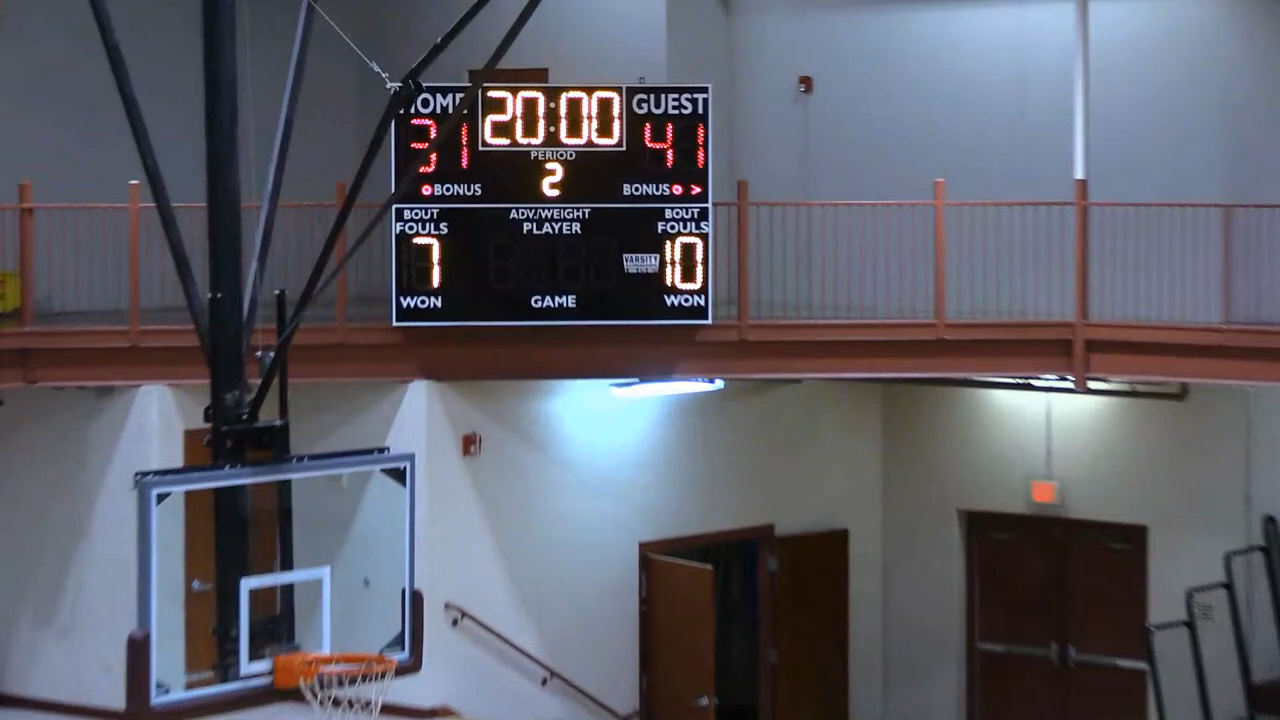 HOME 20:00 GUEST
31 PERIOD 41
BONUS 2 BONUS >
BOUT ADV./WEIGHT BOUT
FOULS PLAYER FOULS
7 VARSITY 10
WON GAME WON